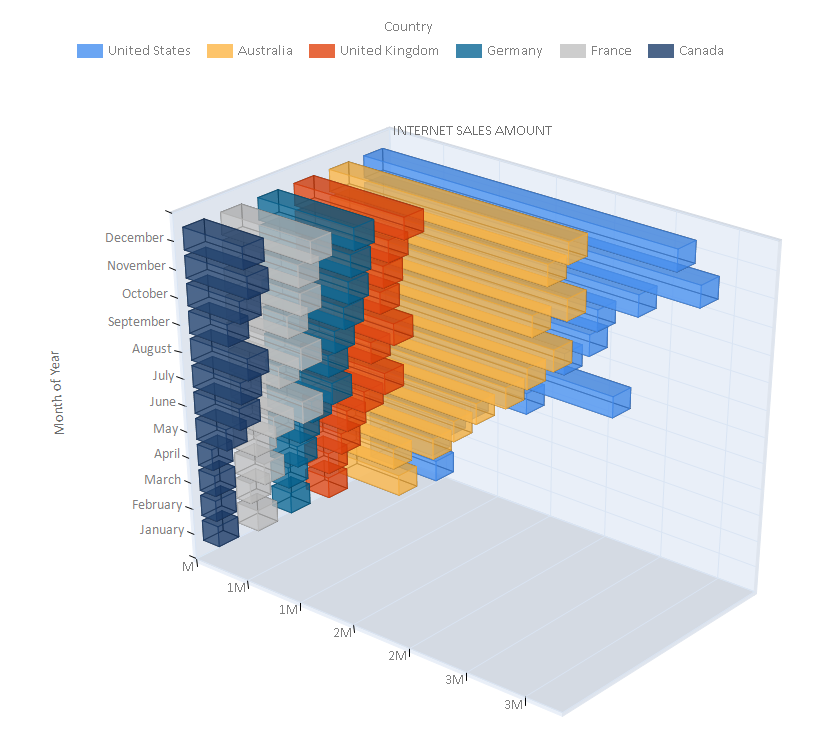 Country
United States Australia United Kingdom Germany France Canada
INTERNET SALES AMOUNT
December
November
October
September
August
July
June
May
April
March
February
January
Month of Year
M
1M
1M
2M
2M
3M
3M